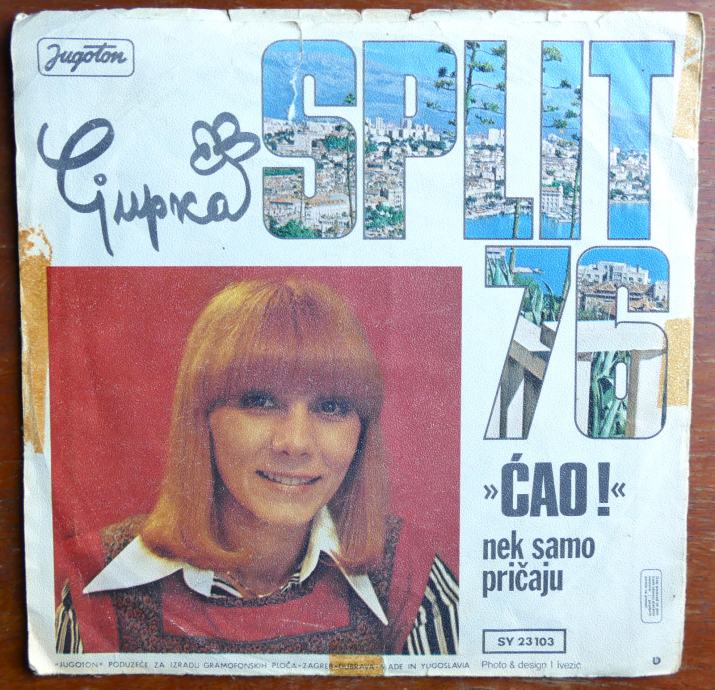 Jugoton
Ljupka
SPLIT
76
»ĆAO!«
nek samo
pričaju
SY 23103
»JUGOTON« PODUZEĆE ZA IZRADU GRAMOFONSKIH PLOČA-ZAGREB-DUBRAVA-MADE IN YUGOSLAVIA
Photo & design I Ivezić